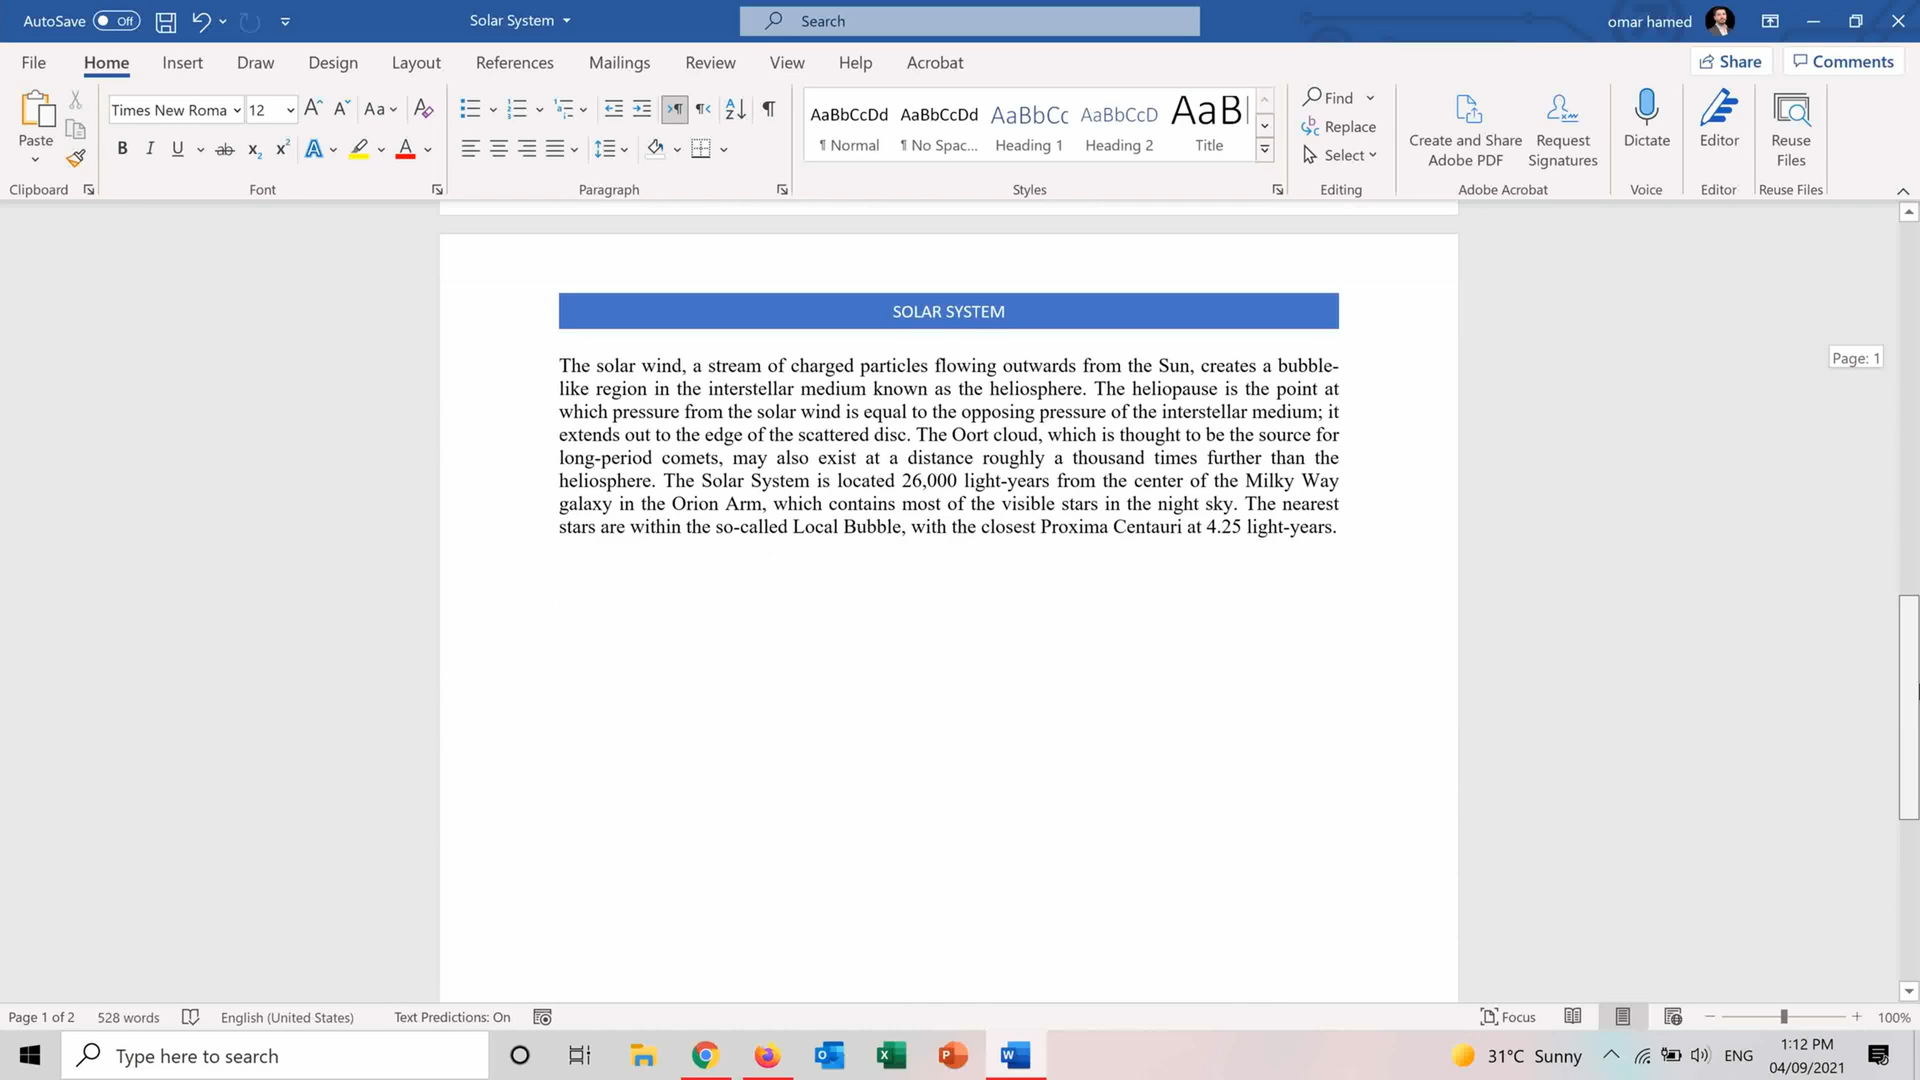 AutoSave Off Solar System Search omar hamed
File Home Insert Draw Design Layout References Mailings Review View Help Acrobat Share Comments
Times New Roma 12 Aa AaBbCcDd AaBbCcDd AaBbCc AaBbCcD AaB Find
Paste Replace Create and Share Request Dictate Editor Reuse
B I U ab x2 x2 A A ¶ Normal ¶ No Spac... Heading 1 Heading 2 Title Select Adobe PDF Signatures Files
Clipboard Font Paragraph Styles Editing Adobe Acrobat Voice Editor Reuse Files
SOLAR SYSTEM
Page: 1
The solar wind, a stream of charged particles flowing outwards from the Sun, creates a bubble-
like region in the interstellar medium known as the heliosphere. The heliopause is the point at
which pressure from the solar wind is equal to the opposing pressure of the interstellar medium; it
extends out to the edge of the scattered disc. The Oort cloud, which is thought to be the source for
long-period comets, may also exist at a distance roughly a thousand times further than the
heliosphere. The Solar System is located 26,000 light-years from the center of the Milky Way
galaxy in the Orion Arm, which contains most of the visible stars in the night sky. The nearest
stars are within the so-called Local Bubble, with the closest Proxima Centauri at 4.25 light-years.
Page 1 of 2 528 words English (United States) Text Predictions: On Focus 100%
Type here to search 31°C Sunny ENG 1:12 PM
04/09/2021